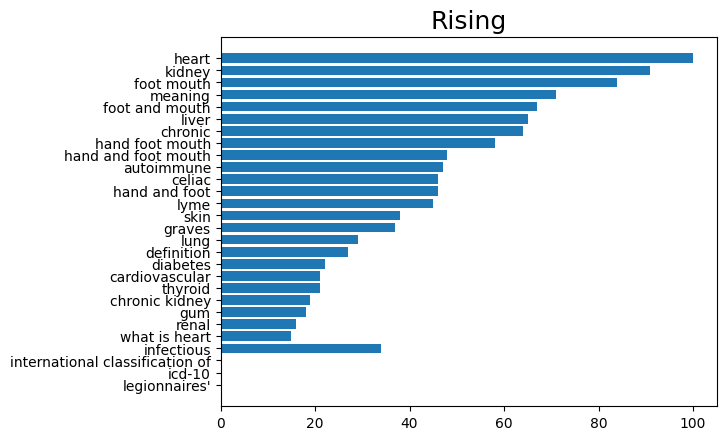 Rising
heart
kidney
foot mouth
meaning
foot and mouth
liver
chronic
hand foot mouth
hand and foot mouth
autoimmune
celiac
hand and foot
lyme
skin
graves
lung
definition
diabetes
cardiovascular
thyroid
chronic kidney
gum
renal
what is heart
infectious
international classification of
icd-10
legionnaires'
0 20 40 60 80 100